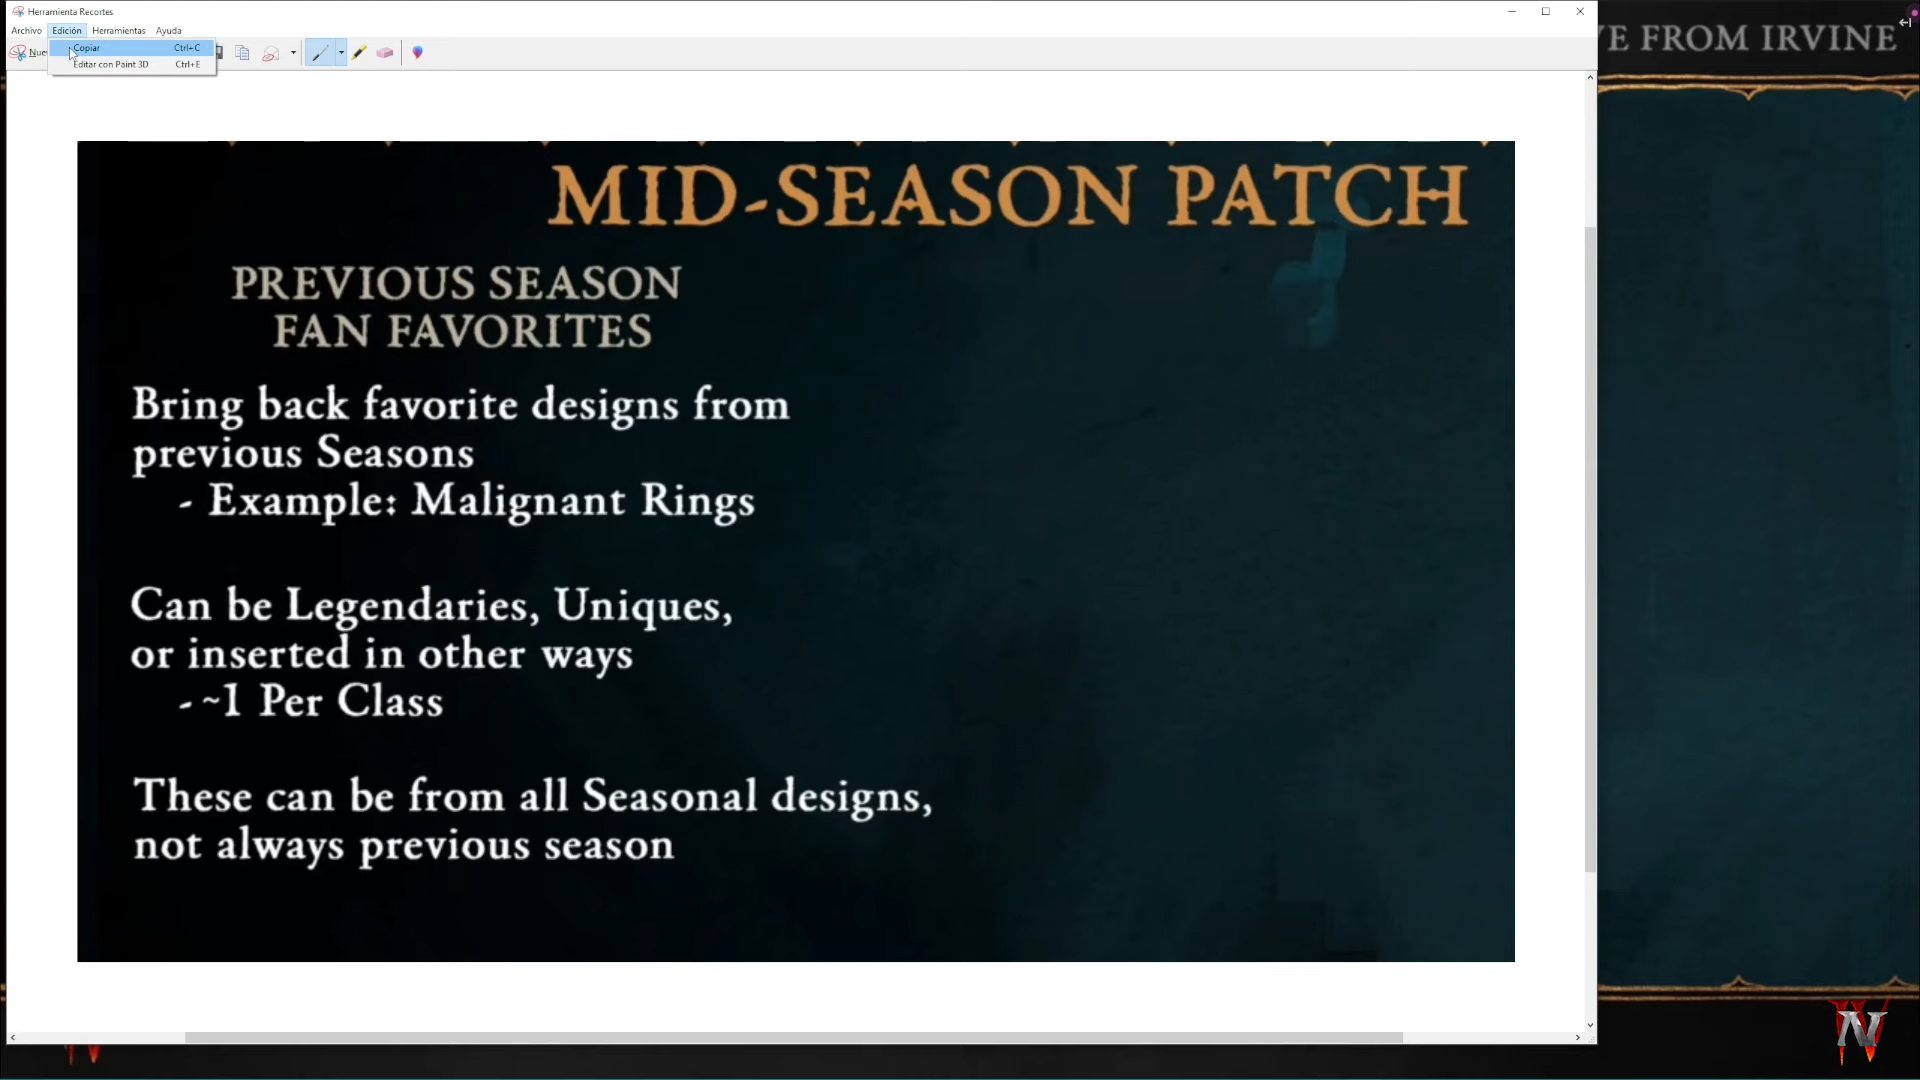 Herramienta Recortes
Archivo Edición Herramientas Ayuda
Copiar Ctrl+C
Editar con Paint 3D Ctrl+E
E FROM IRVINE
MID-SEASON PATCH
PREVIOUS SEASON
FAN FAVORITES
Bring back favorite designs from
previous Seasons
- Example: Malignant Rings
Can be Legendaries, Uniques,
or inserted in other ways
- ~1 Per Class
These can be from all Seasonal designs,
not always previous season
IV